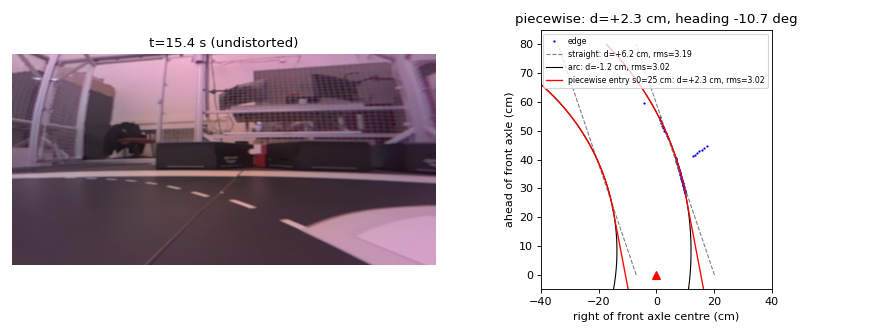 t=15.4 s (undistorted)
piecewise: d=+2.3 cm, heading -10.7 deg
edge
straight: d=+6.2 cm, rms=3.19
arc: d=-1.2 cm, rms=3.02
piecewise entry s0=25 cm: d=+2.3 cm, rms=3.02
ahead of front axle (cm)
80
70
60
50
40
30
20
10
0
−40
−20
0
20
40
right of front axle centre (cm)